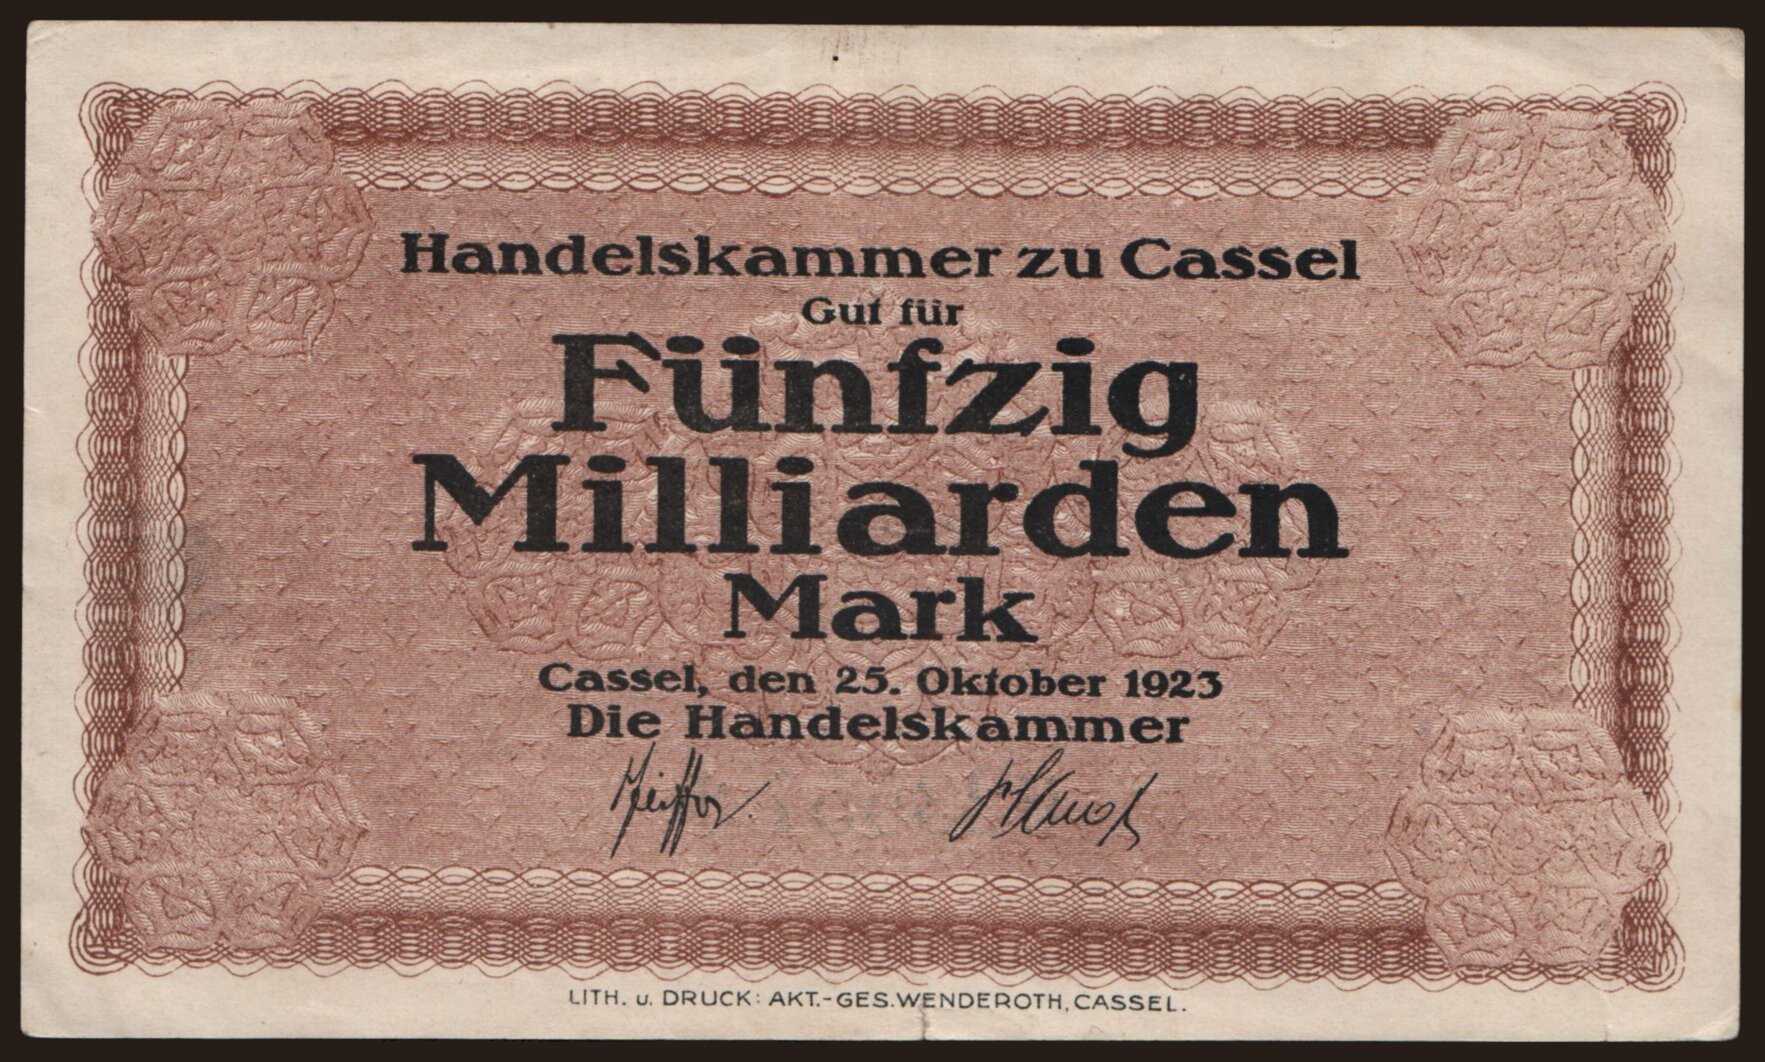 Handelskammer zu Cassel
Gut für
Fünfzig
Milliarden
Mark
Cassel, den 25. Oktober 1923
Die Handelskammer
Pfeiffer.
LITH. u. DRUCK: AKT.-GES. WENDEROTH, CASSEL.